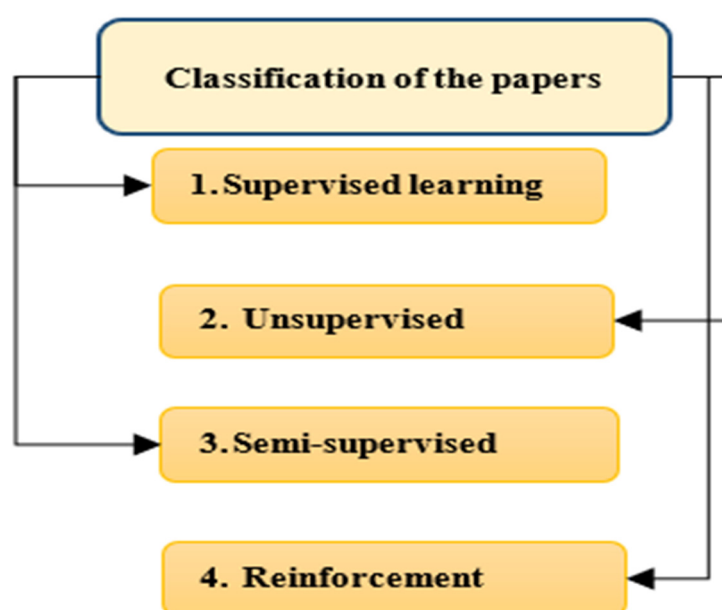 Classification of the papers
1. Supervised learning
2. Unsupervised
3. Semi-supervised
4. Reinforcement